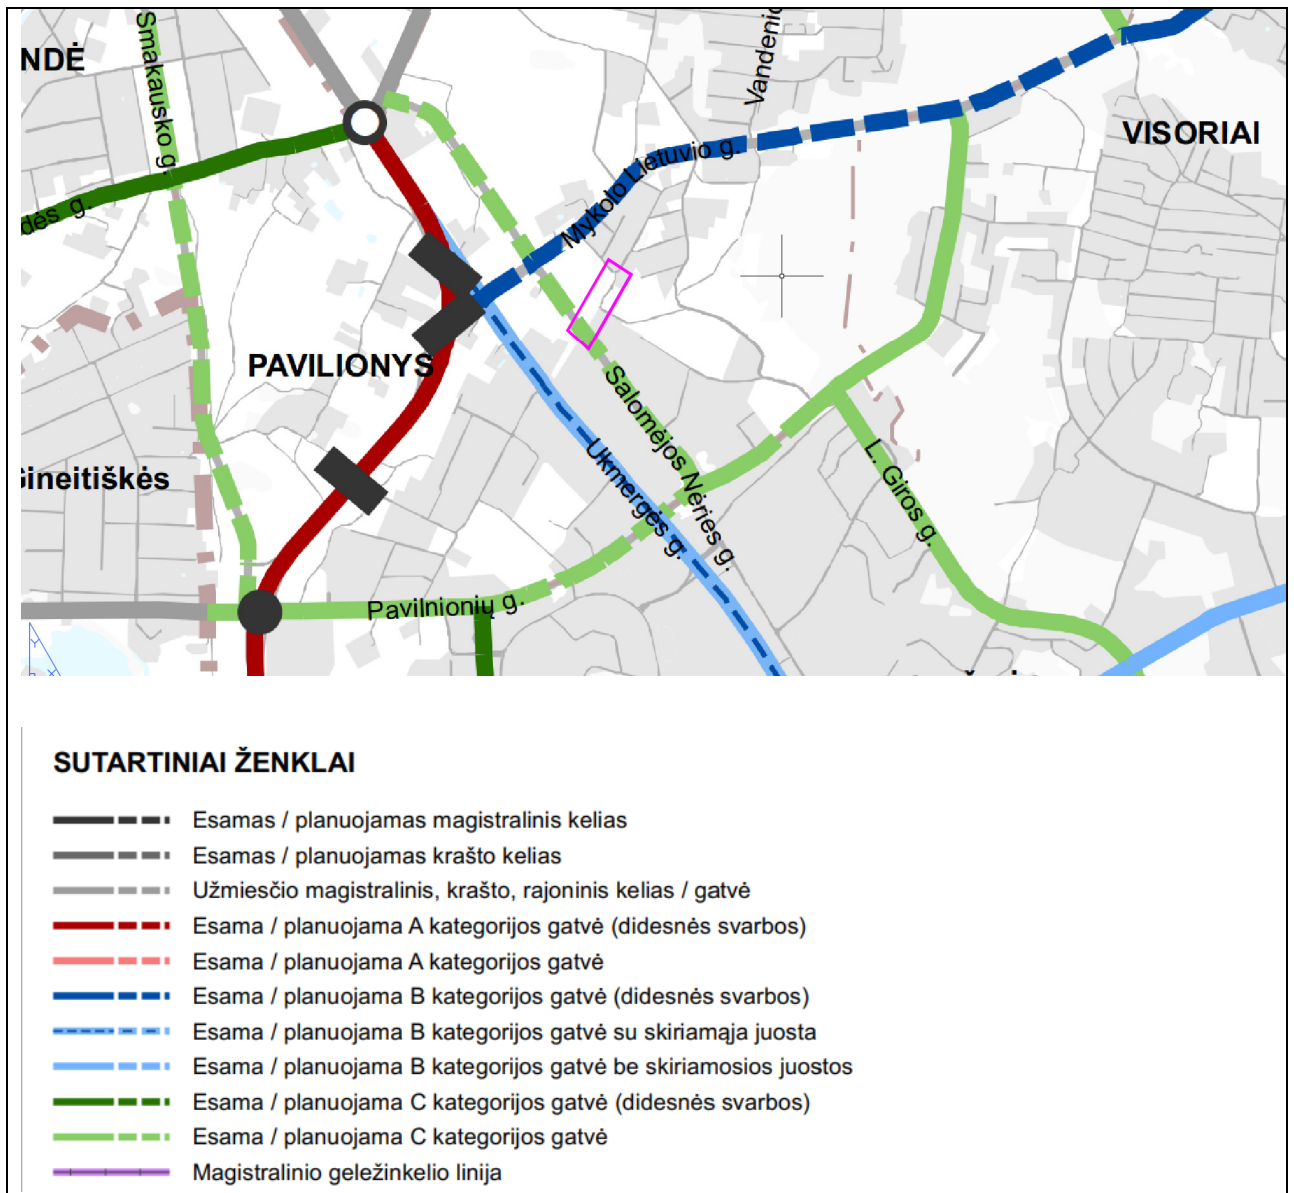 NDĖ
Smakausko g.
Vandenio
VISORIAI
Mykolo Lietuvio g.
dės g.
PAVILIONYS
Salomėjos Nėries g.
Ukmergės g.
L. Giros g.
Gineitiškės
Pavilnionių g.
SUTARTINIAI ŽENKLAI
Esamas / planuojamas magistralinis kelias
Esamas / planuojamas krašto kelias
Užmiesčio magistralinis, krašto, rajoninis kelias / gatvė
Esama / planuojama A kategorijos gatvė (didesnės svarbos)
Esama / planuojama A kategorijos gatvė
Esama / planuojama B kategorijos gatvė (didesnės svarbos)
Esama / planuojama B kategorijos gatvė su skiriamąja juosta
Esama / planuojama B kategorijos gatvė be skiriamosios juostos
Esama / planuojama C kategorijos gatvė (didesnės svarbos)
Esama / planuojama C kategorijos gatvė
Magistralinio geležinkelio linija